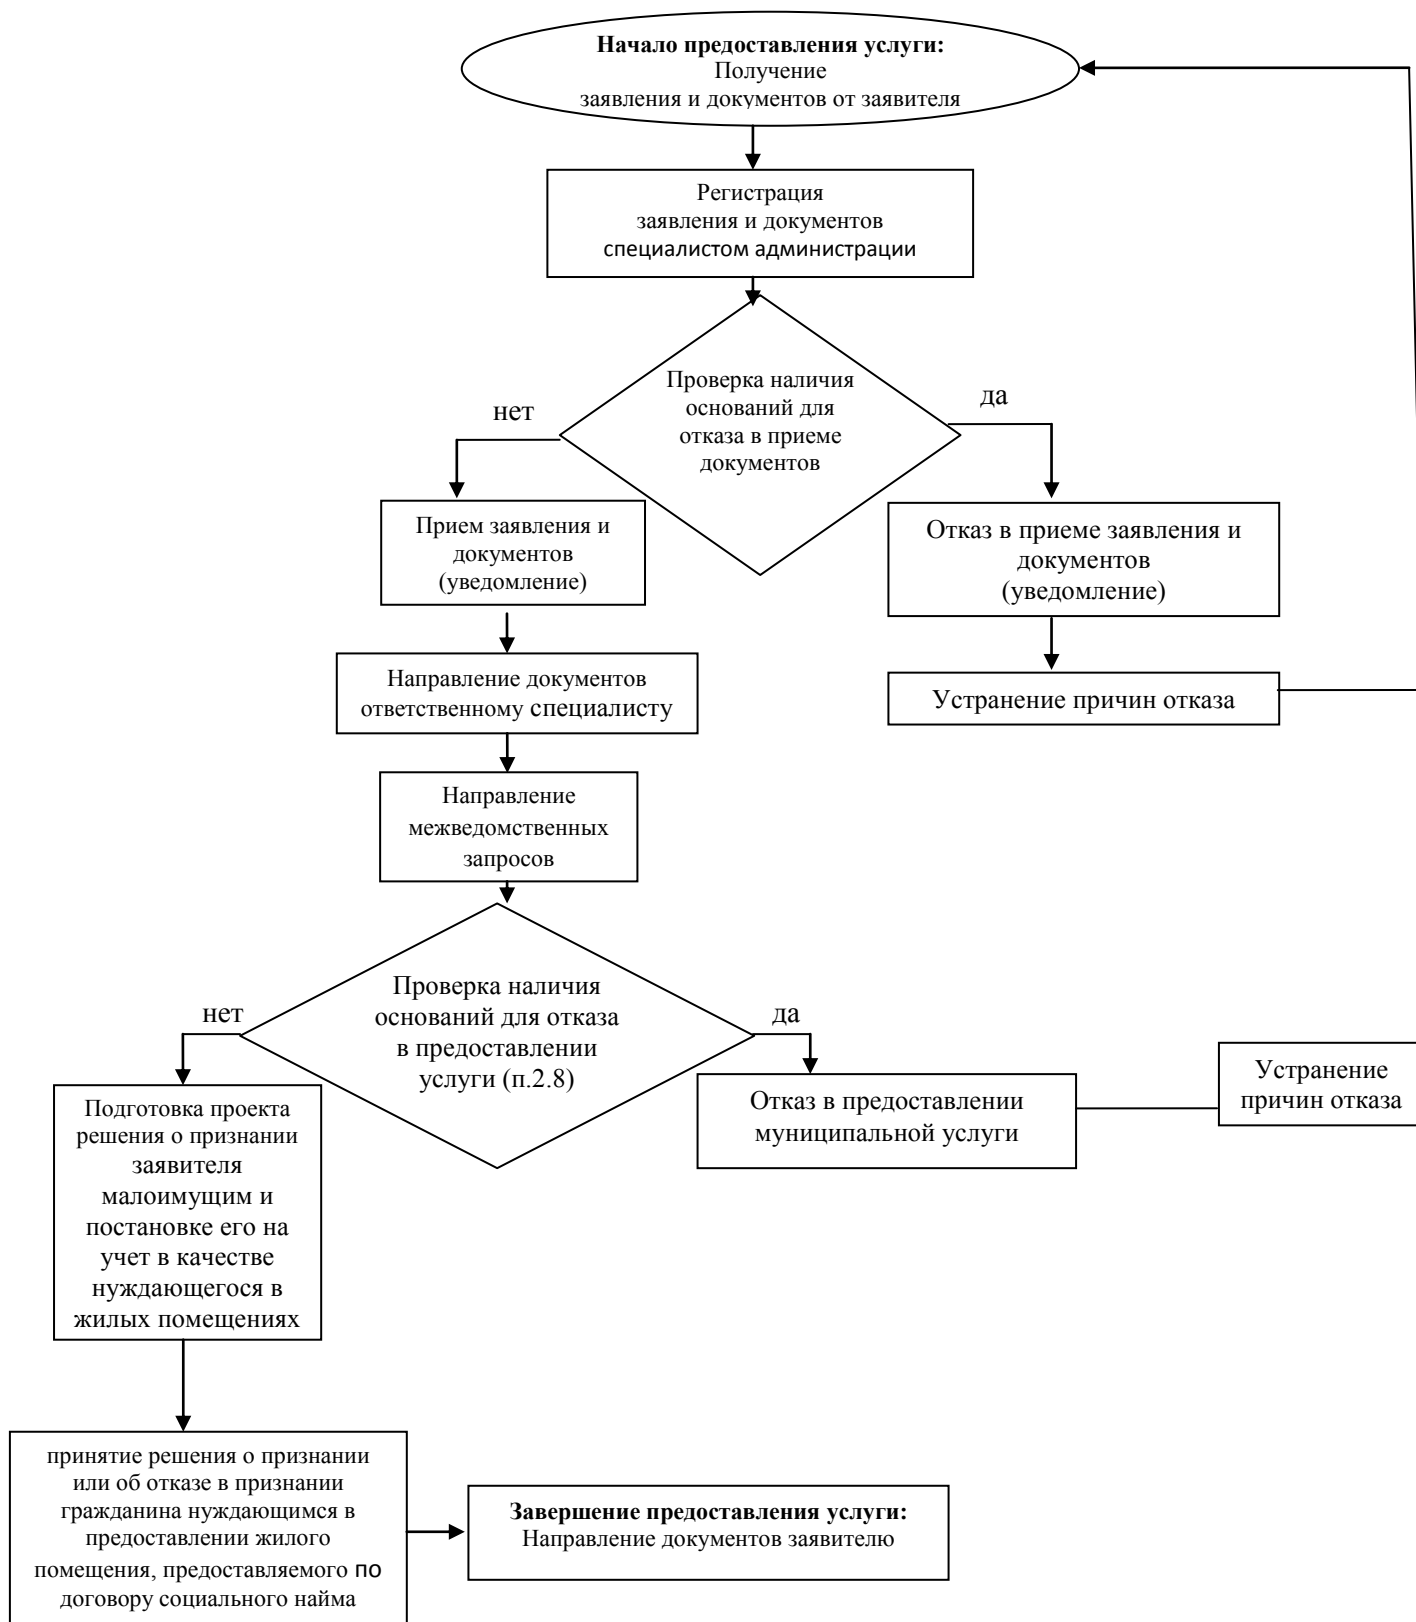 Начало предоставления услуги:
Получение
заявления и документов от заявителя
Регистрация
заявления и документов
специалистом администрации
Проверка наличия
оснований для
отказа в приеме
документов
нет
да
Прием заявления и
документов
(уведомление)
Отказ в приеме заявления и
документов
(уведомление)
Направление документов
ответственному специалисту
Устранение причин отказа
Направление
межведомственных
запросов
Проверка наличия
оснований для отказа
в предоставлении
услуги (п.2.8)
нет
да
Подготовка проекта
решения о признании
заявителя
малоимущим и
постановке его на
учет в качестве
нуждающегося в
жилых помещениях
Отказ в предоставлении
муниципальной услуги
Устранение
причин отказа
принятие решения о признании
или об отказе в признании
гражданина нуждающимся в
предоставлении жилого
помещения, предоставляемого по
договору социального найма
Завершение предоставления услуги:
Направление документов заявителю